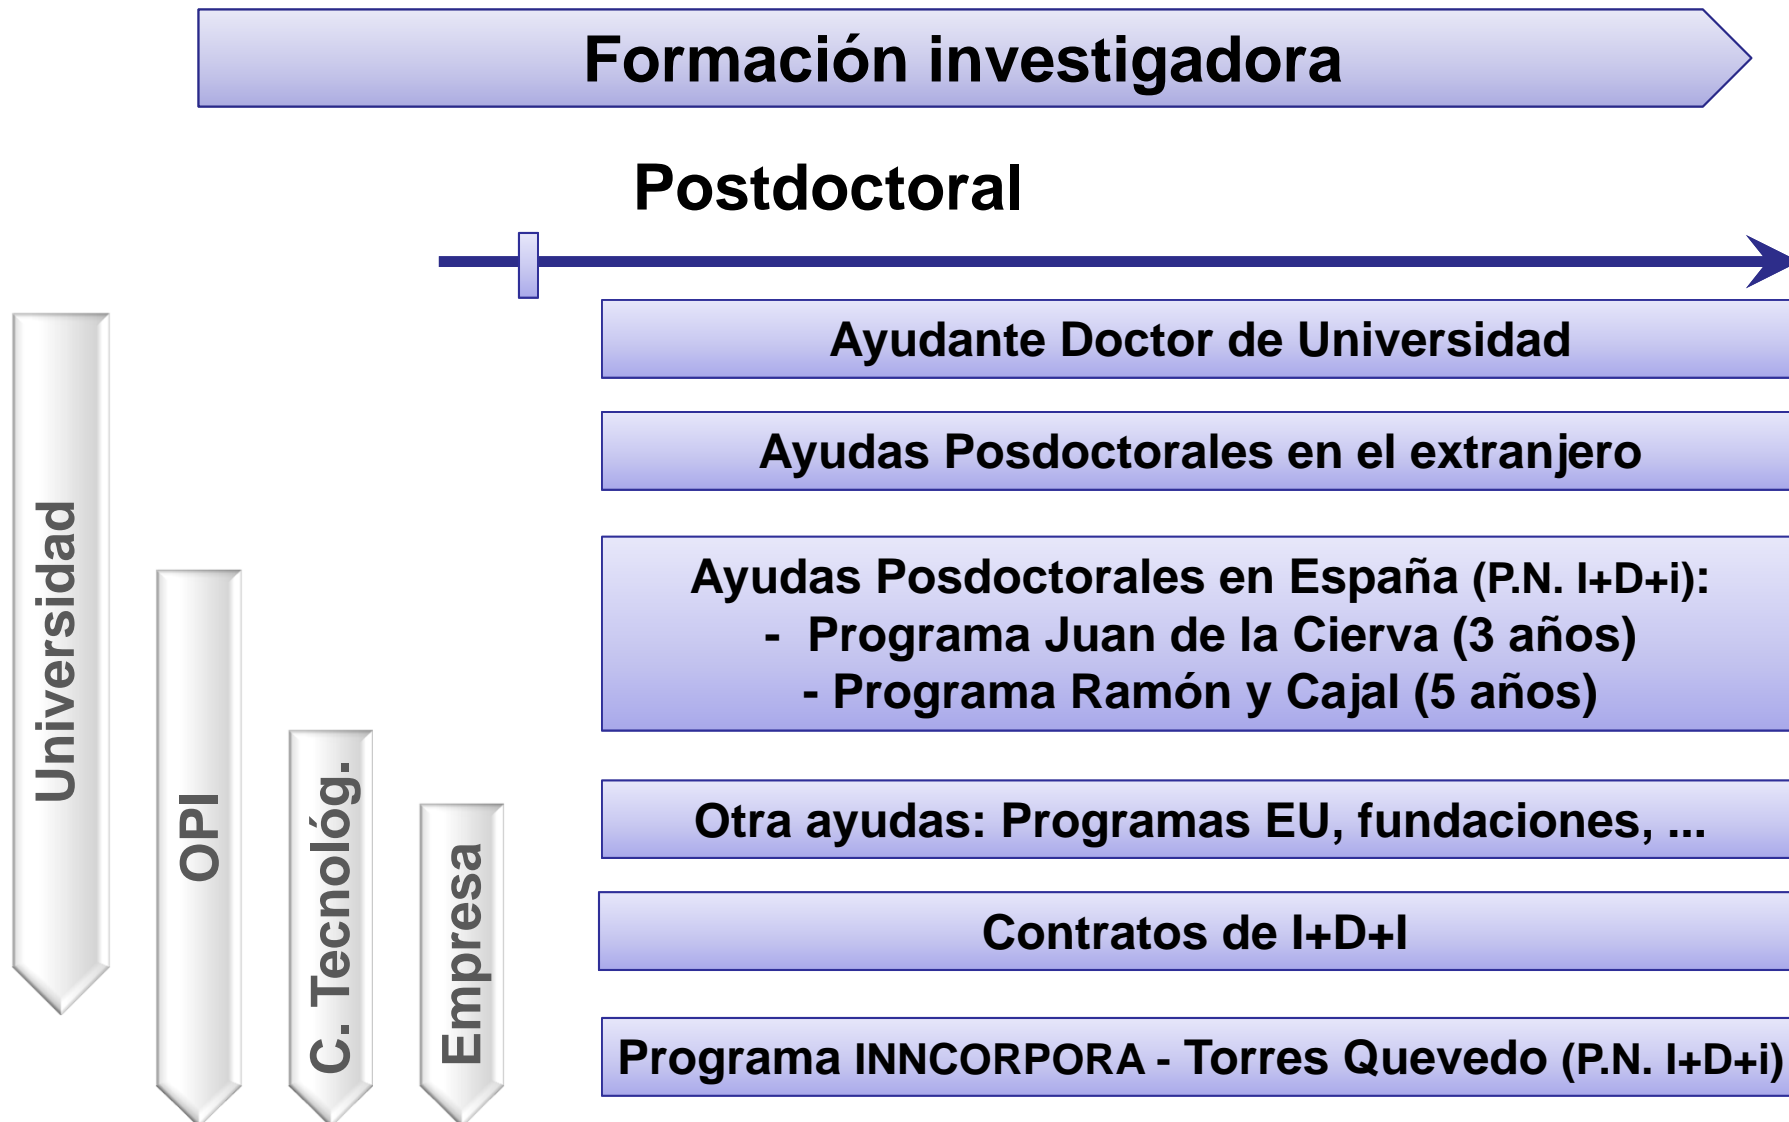 Formación investigadora
Postdoctoral
Ayudante Doctor de Universidad
Ayudas Posdoctorales en el extranjero
Ayudas Posdoctorales en España (P.N. I+D+i):
- Programa Juan de la Cierva (3 años)
- Programa Ramón y Cajal (5 años)
Otra ayudas: Programas EU, fundaciones, ...
Contratos de I+D+I
Programa INNCORPORA - Torres Quevedo (P.N. I+D+i)
Universidad
OPI
C. Tecnológ.
Empresa